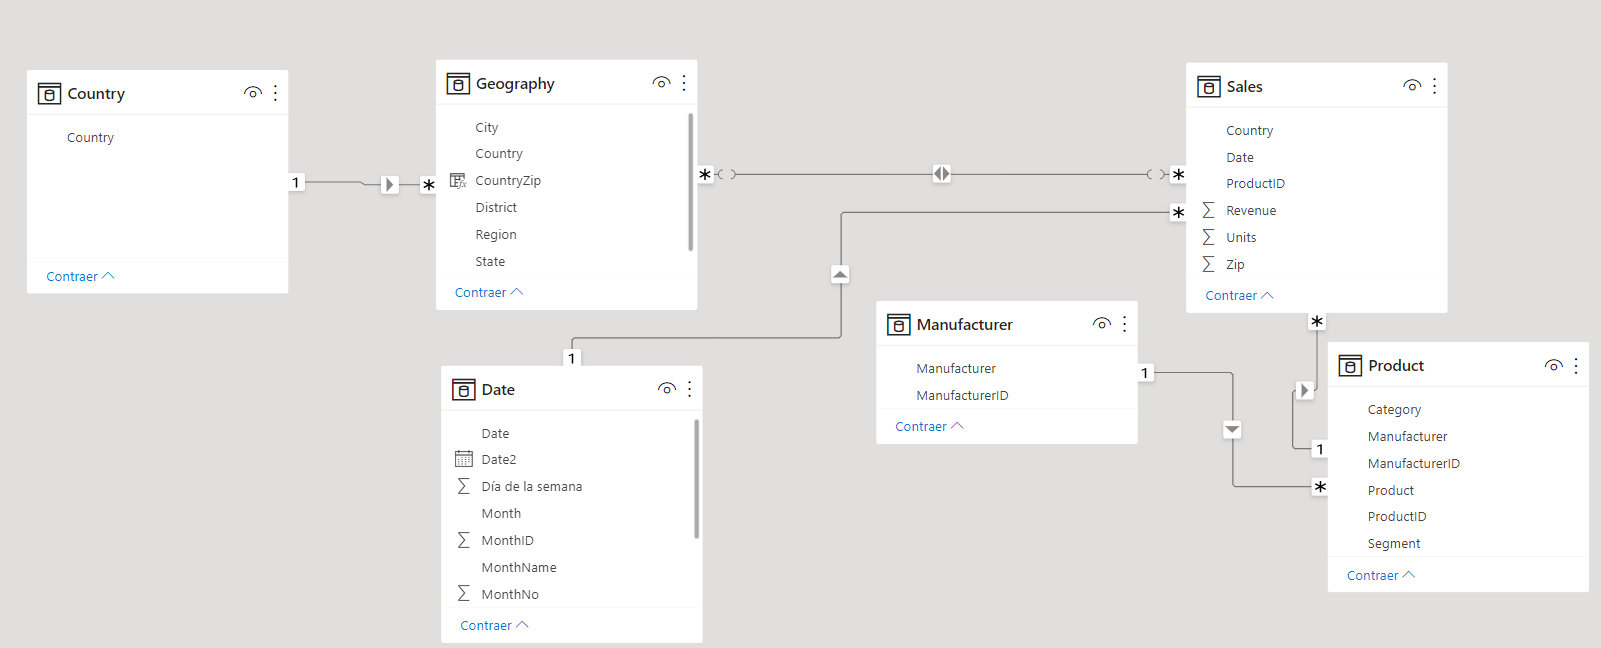 Country
Country
Contraer
1
*
Geography
City
Country
CountryZip
District
Region
State
Contraer
*
*
*
Sales
Country
Date
ProductID
Revenue
Units
Zip
Contraer
*
1
Date
Date
Date2
Día de la semana
Month
MonthID
MonthName
MonthNo
Contraer
Manufacturer
Manufacturer
ManufacturerID
Contraer
1
1
*
Product
Category
Manufacturer
ManufacturerID
Product
ProductID
Segment
Contraer